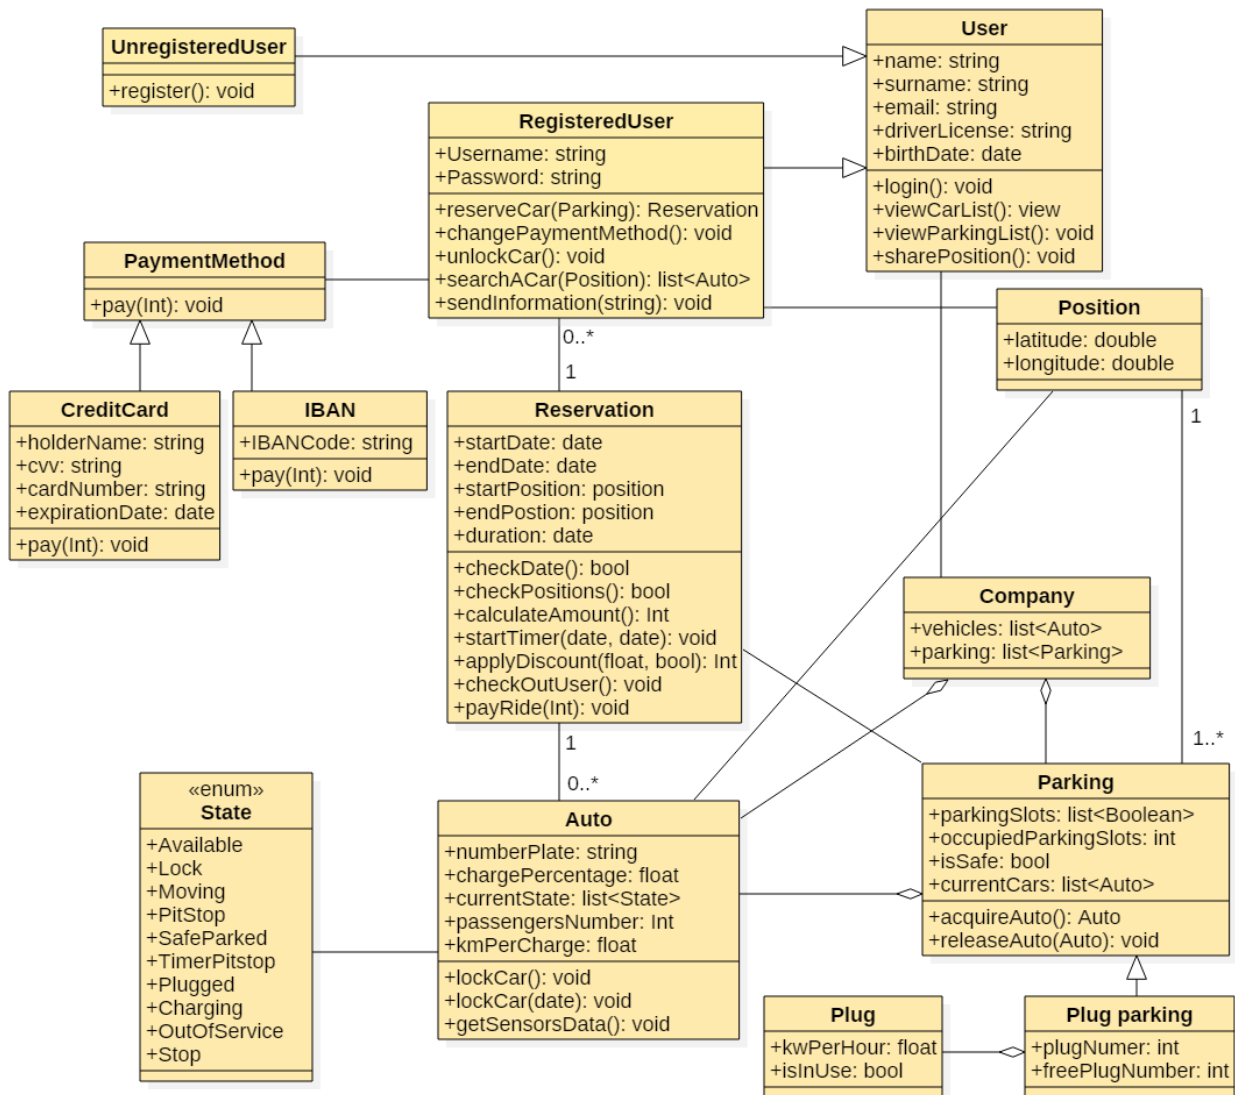 UnregisteredUser
+register(): void
User
+name: string
+surname: string
+email: string
+driverLicense: string
+birthDate: date
+login(): void
+viewCarList(): view
+viewParkingList(): void
+sharePosition(): void
RegisteredUser
+Username: string
+Password: string
+reserveCar(Parking): Reservation
+changePaymentMethod(): void
+unlockCar(): void
+searchACar(Position): list<Auto>
+sendInformation(string): void
PaymentMethod
+pay(Int): void
Position
+latitude: double
+longitude: double
0..*
1
1
CreditCard
+holderName: string
+cvv: string
+cardNumber: string
+expirationDate: date
+pay(Int): void
IBAN
+IBANCode: string
+pay(Int): void
Reservation
+startDate: date
+endDate: date
+startPosition: position
+endPostion: position
+duration: date
+checkDate(): bool
+checkPositions(): bool
+calculateAmount(): Int
+startTimer(date, date): void
+applyDiscount(float, bool): Int
+checkOutUser(): void
+payRide(Int): void
Company
+vehicles: list<Auto>
+parking: list<Parking>
1
0..*
1..*
«enum»
State
+Available
+Lock
+Moving
+PitStop
+SafeParked
+TimerPitstop
+Plugged
+Charging
+OutOfService
+Stop
Auto
+numberPlate: string
+chargePercentage: float
+currentState: list<State>
+passengersNumber: Int
+kmPerCharge: float
+lockCar(): void
+lockCar(date): void
+getSensorsData(): void
Parking
+parkingSlots: list<Boolean>
+occupiedParkingSlots: int
+isSafe: bool
+currentCars: list<Auto>
+acquireAuto(): Auto
+releaseAuto(Auto): void
Plug
+kwPerHour: float
+isInUse: bool
Plug parking
+plugNumer: int
+freePlugNumber: int